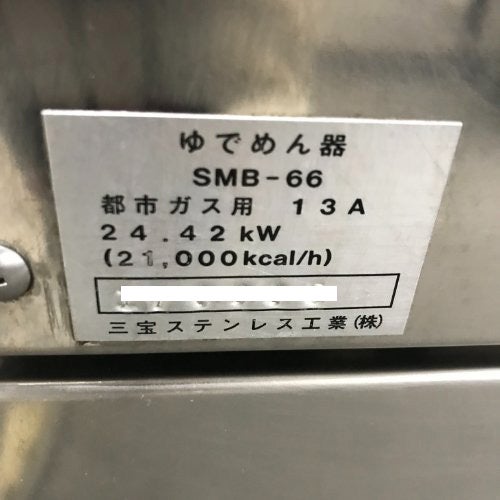 ゆでめん器
SMB-66
都市ガス用 13A
24.42kW
(21,000kcal/h)
三宝ステンレス工業(株)